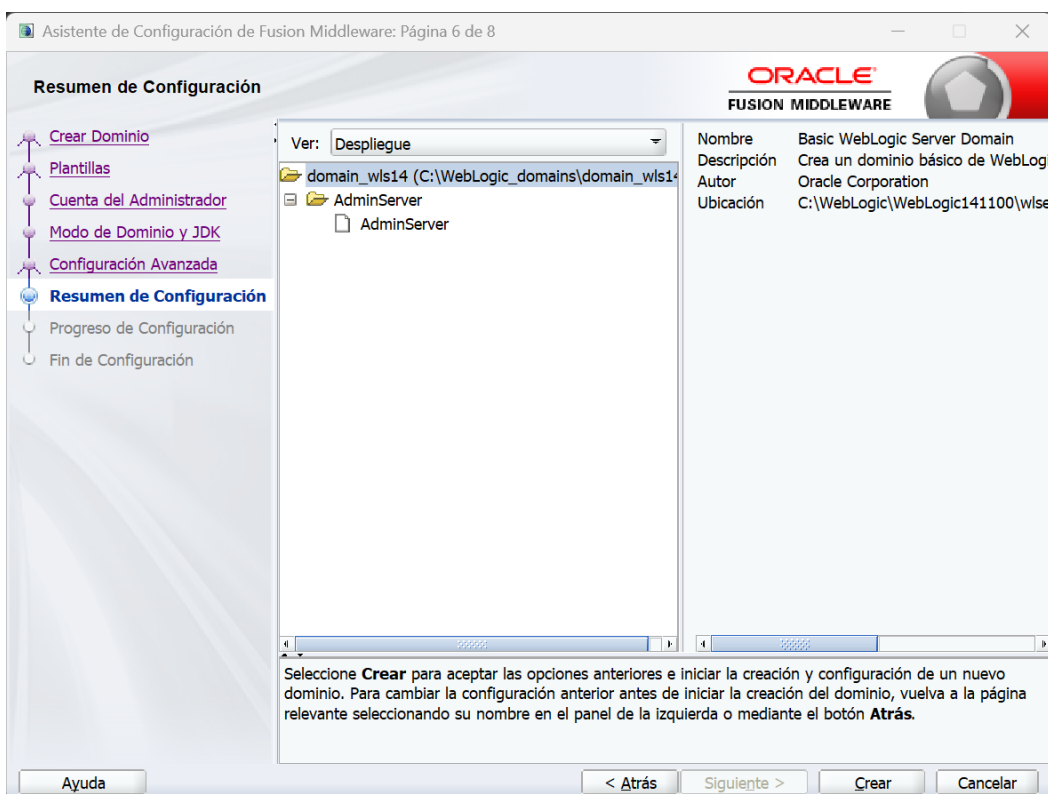 Asistente de Configuración de Fusion Middleware: Página 6 de 8
Resumen de Configuración
ORACLE
FUSION MIDDLEWARE
Crear Dominio
Plantillas
Cuenta del Administrador
Modo de Dominio y JDK
Configuración Avanzada
Resumen de Configuración
Progreso de Configuración
Fin de Configuración
Ver: Despliegue
domain_wls14 (C:\WebLogic_domains\domain_wls14
AdminServer
AdminServer
Nombre Basic WebLogic Server Domain
Descripción Crea un dominio básico de WebLogi
Autor Oracle Corporation
Ubicación C:\WebLogic\WebLogic141100\wlse
Seleccione Crear para aceptar las opciones anteriores e iniciar la creación y configuración de un nuevo
dominio. Para cambiar la configuración anterior antes de iniciar la creación del dominio, vuelva a la página
relevante seleccionando su nombre en el panel de la izquierda o mediante el botón Atrás.
Ayuda
< Atrás
Siguiente >
Crear
Cancelar